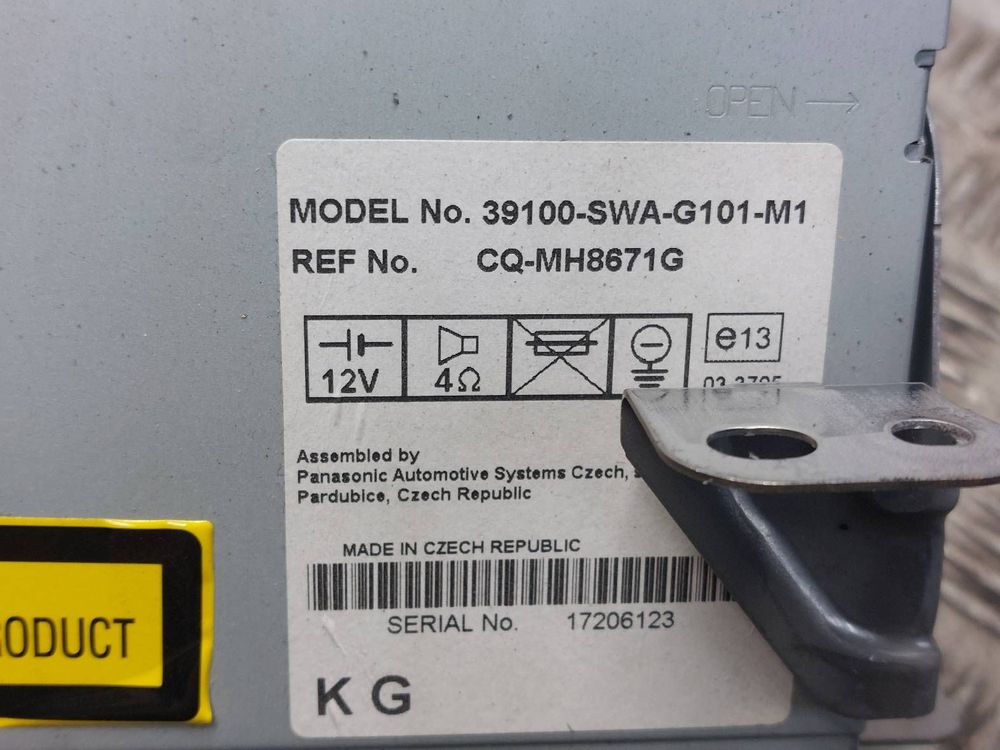 OPEN
MODEL No. 39100-SWA-G101-M1
REF No. CQ-MH8671G
12V
4Ω
e13
Assembled by
Panasonic Automotive Systems Czech,
Pardubice, Czech Republic
MADE IN CZECH REPUBLIC
SERIAL No. 17206123
K G